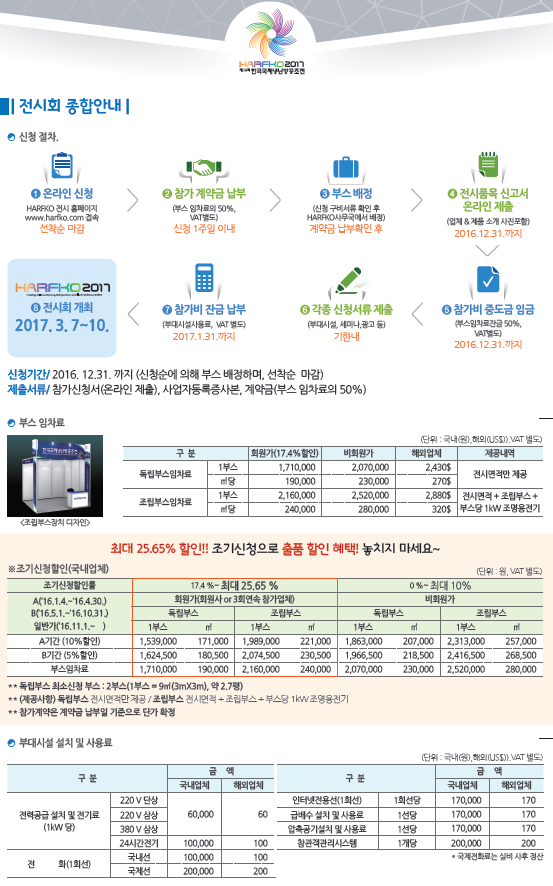 HARFKO 2017
한국국제냉난방공조전
| 전시회 종합안내 |
신청 절차.
❶ 온라인 신청
HARFKO 전시 홈페이지
www.harfko.com 접속
선착순 마감
❷ 참가 계약금 납부
(부스 임차료의 50%,
VAT별도)
신청 1주일 이내
❸ 부스 배정
(신청 구비서류 확인 후
HARFKO사무국에서 배정)
계약금 납부확인 후
❹ 전시품목 신고서
온라인 제출
(업체 & 제품 소개 사진포함)
2016.12.31.까지
HARFKO 2017
❽ 전시회 개최
2017. 3. 7~10.
❼ 참가비 잔금 납부
(부대시설사용료, VAT 별도)
2017.1.31.까지
❻ 각종 신청서류 제출
(부대시설, 세미나,광고 등)
기한내
❺ 참가비 중도금 입금
(부스임차료잔금 50%,
VAT별도)
2016.12.31.까지
신청기간/ 2016. 12.31. 까지 (신청순에 의해 부스 배정하며, 선착순 마감)
제출서류/ 참가신청서(온라인 제출), 사업자등록증사본, 계약금(부스 임차료의 50%)
부스 임차료
(단위 : 국내(원),해외(US$)).VAT 별도)
구 분 회원가(17.4%할인) 비회원가 해외업체 제공내역
독립부스임차료 1부스 1,710,000 2,070,000 2,430$ 전시면적만 제공
㎡당 190,000 230,000 270$
조립부스임차료 1부스 2,160,000 2,520,000 2,880$ 전시면적 + 조립부스 +
㎡당 240,000 280,000 320$ 부스당 1kW 조명용전기
<조립부스장치 디자인>
최대 25.65% 할인!! 조기신청으로 출품 할인 혜택! 놓치지 마세요~
※조기신청할인(국내업체)
(단위 : 원, VAT 별도)
조기신청할인률 17.4 %~ 최대 25,65 % 0 %~ 최대 10%
A('16.1.4.~'16.4,30.) 회원가(회원사 or 3회연속 참가업체) 비회원가
B('16.5.1.~'16.10.31.) 독립부스 조립부스 독립부스 조립부스
일반가('16.11.1.~ ) 1부스 ㎡ 1부스 ㎡ 1부스 ㎡ 1부스 ㎡
A기간 (10%할인) 1,539,000 171,000 1,989,000 221,000 1,863,000 207,000 2,313,000 257,000
B기간 (5%할인) 1,624,500 180,500 2,074,500 230,500 1,966,500 218,500 2,416,500 268,500
부스임차료 1,710,000 190,000 2,160,000 240,000 2,070,000 230,000 2,520,000 280,000
** 독립부스 최소신청 부스 : 2부스(1부스 = 9㎡(3mX3m), 약 2.7평)
** (제공사항) 독립부스 전시면적만 제공 / 조립부스 전시면적 + 조립부스 + 부스당 1kW 조명용전기
** 참가계약은 계약금 납부일 기준으로 단가 확정
부대시설 설치 및 사용료
(단위 : 국내(원),해외(US$)).VAT 별도)
구 분 금 액 구 분 금 액
국내업체 해외업체 국내업체 해외업체
전력공급 설치 및 전기료 220 V 단상 60,000 60 인터넷전용선(1회선) 1회선당 170,000 170
(1kW 당) 220 V 삼상 급배수 설치 및 사용료 1선당 170,000 170
380 V 삼상 압축공기설치 및 사용료 1선당 170,000 170
24시간전기 100,000 100 참관객관리시스템 1개당 200,000 200
전 화(1회선) 국내선 100,000 100
국제선 200,000 200
* 국제전화료는 실비 사후 정산